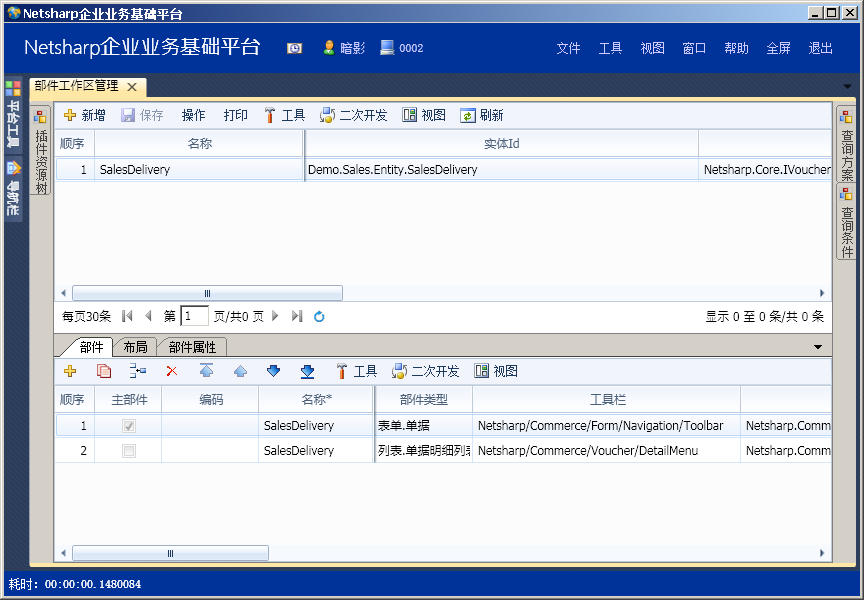 Netsharp企业业务基础平台
Netsharp企业业务基础平台 暗影 0002 文件 工具 视图 窗口 帮助 全屏 退出
平台工具
导航栏
部件工作区管理
插件资源树
新增 保存 操作 打印 工具 二次开发 视图 刷新
顺序 名称 实体Id
1 SalesDelivery Demo.Sales.Entity.SalesDelivery Netsharp.Core.IVoucher
每页30条 第 1 页/共0 页 显示 0 至 0 条/共 0 条
查询方案
查询条件
部件 布局 部件属性
工具 二次开发 视图
顺序 主部件 编码 名称* 部件类型 工具栏
1 SalesDelivery 表单.单据 Netsharp/Commerce/Form/Navigation/Toolbar Netsharp.Comm
2 SalesDelivery 列表.单据明细列表 Netsharp/Commerce/Voucher/DetailMenu Netsharp.Comm
耗时: 00:00:00.1480084